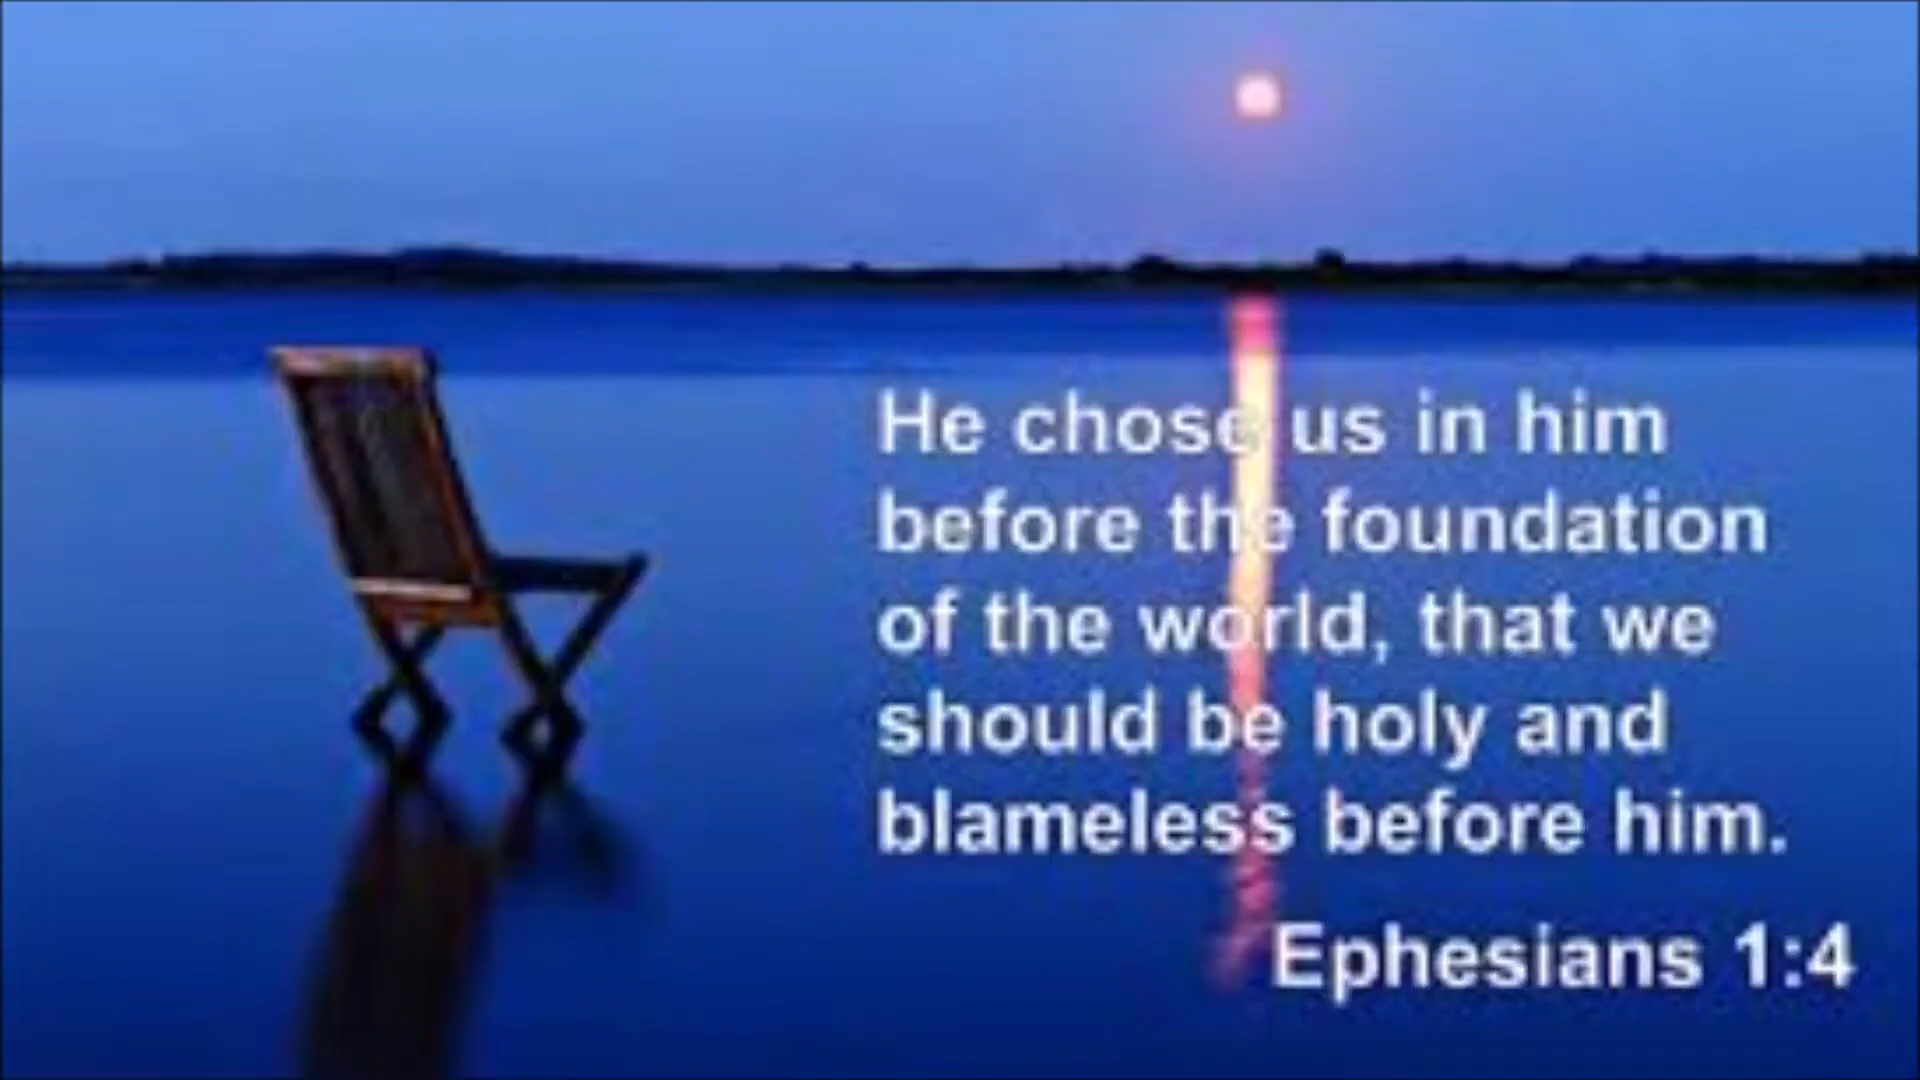 He chose us in him
before the foundation
of the world, that we
should be holy and
blameless before him.
Ephesians 1:4